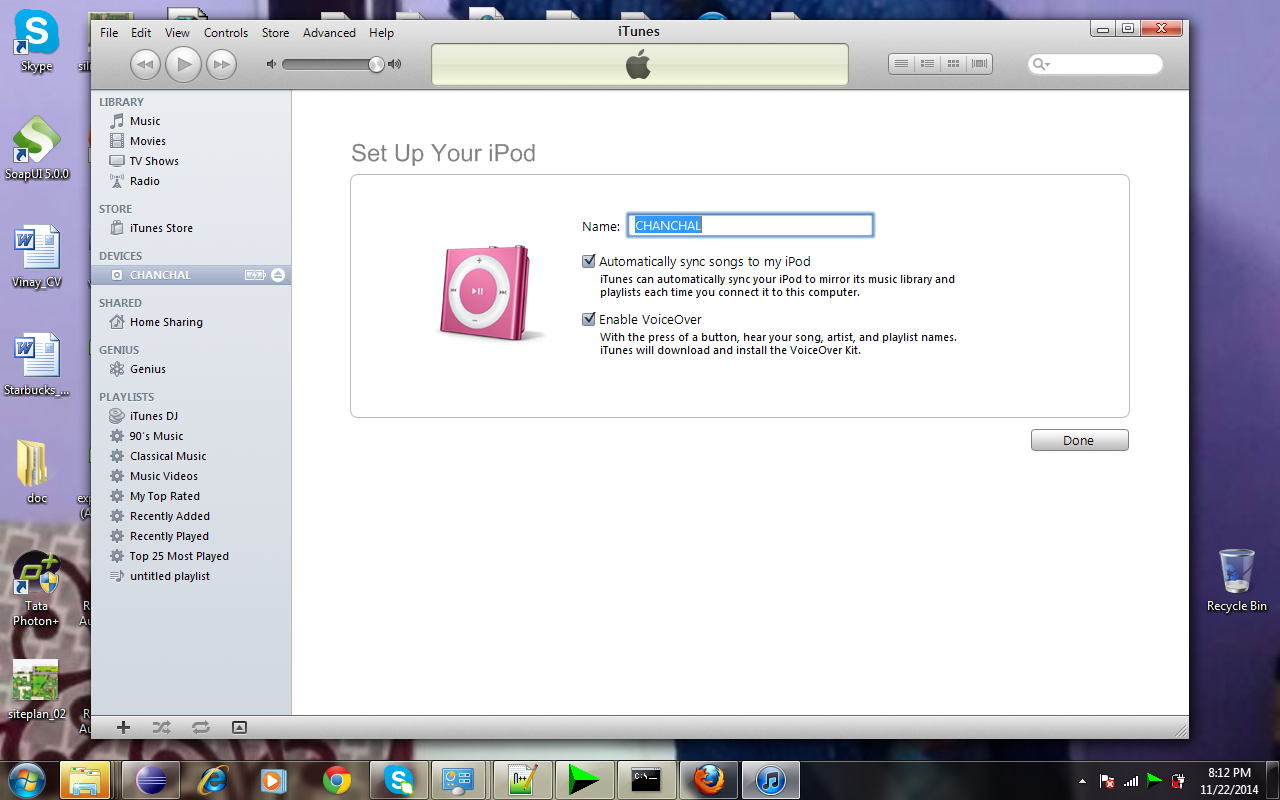 iTunes
File Edit View Controls Store Advanced Help
LIBRARY
Music
Movies
TV Shows
Radio
STORE
iTunes Store
DEVICES
CHANCHAL
SHARED
Home Sharing
GENIUS
Genius
PLAYLISTS
iTunes DJ
90's Music
Classical Music
Music Videos
My Top Rated
Recently Added
Recently Played
Top 25 Most Played
untitled playlist
Set Up Your iPod
Name: CHANCHAL
Automatically sync songs to my iPod
iTunes can automatically sync your iPod to mirror its music library and
playlists each time you connect it to this computer.
Enable VoiceOver
With the press of a button, hear your song, artist, and playlist names.
iTunes will download and install the VoiceOver Kit.
Done
Skype
SoapUI 5.0.0
Vinay_CV
Starbucks_...
doc
Tata
Photon+
siteplan_02
Recycle Bin
C:\_
8:12 PM
11/22/2014